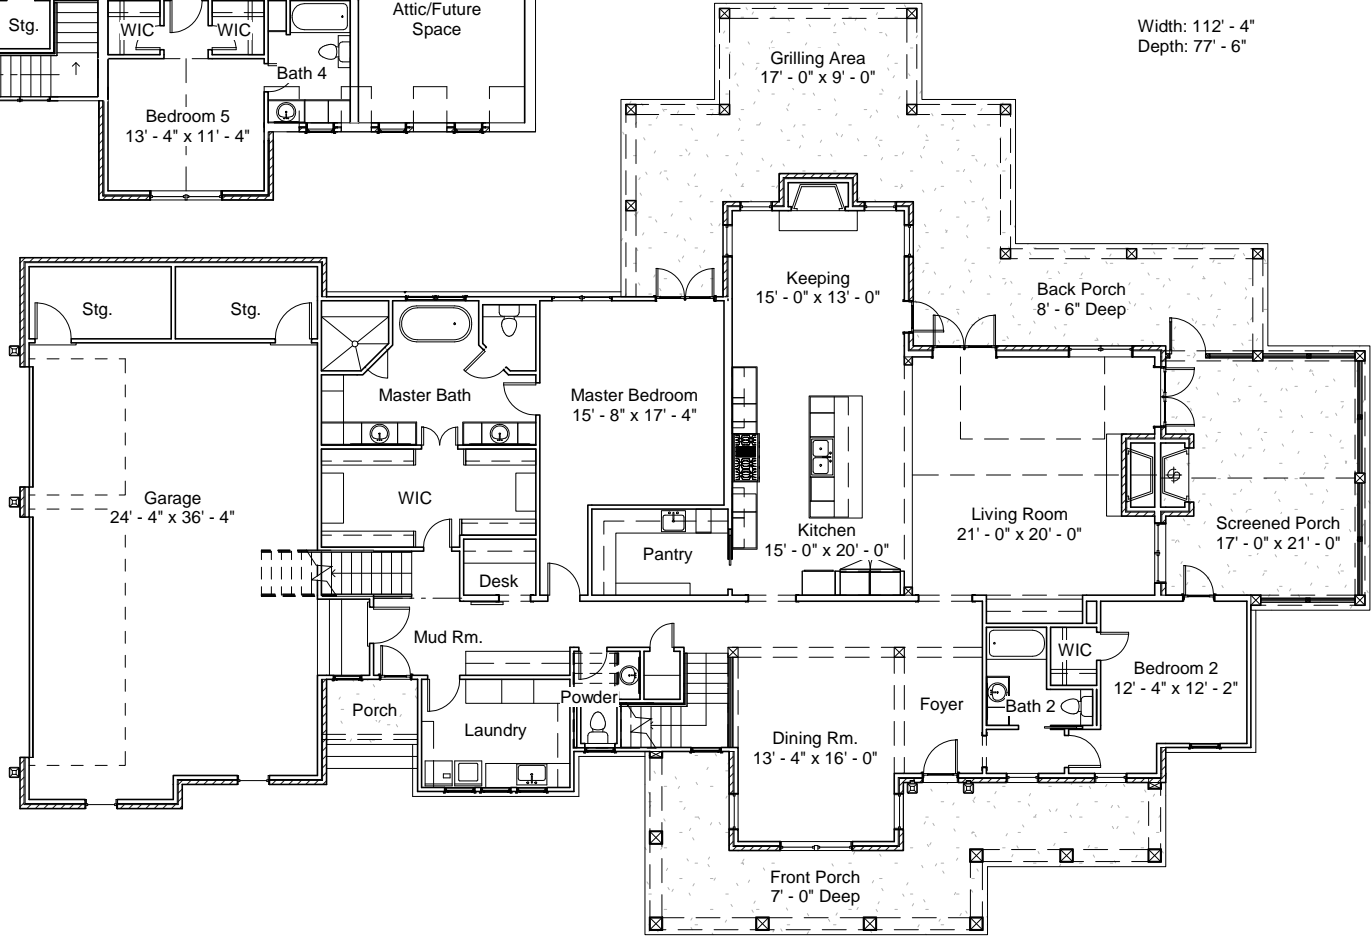 Stg.
WIC
WIC
Attic/Future
Space
Bath 4
Bedroom 5
13' - 4" x 11' - 4"
Width: 112' - 4"
Depth: 77' - 6"
Grilling Area
17' - 0" x 9' - 0"
Keeping
15' - 0" x 13' - 0"
Back Porch
8' - 6" Deep
Stg.
Stg.
Master Bath
Master Bedroom
15' - 8" x 17' - 4"
Garage
24' - 4" x 36' - 4"
WIC
Kitchen
15' - 0" x 20' - 0"
Living Room
21' - 0" x 20' - 0"
Screened Porch
17' - 0" x 21' - 0"
Pantry
Desk
Mud Rm.
WIC
Bedroom 2
12' - 4" x 12' - 2"
Powder
Porch
Laundry
Foyer
Bath 2
Dining Rm.
13' - 4" x 16' - 0"
Front Porch
7' - 0" Deep